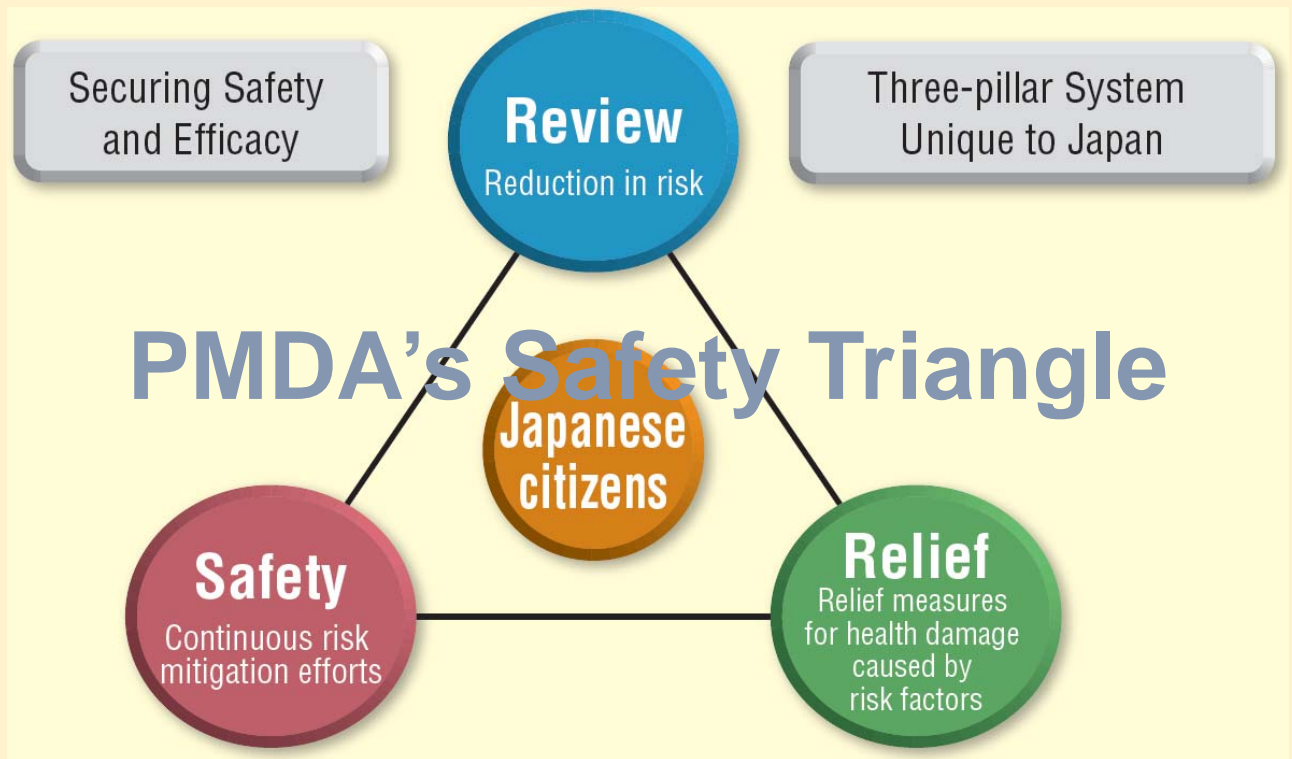 Securing Safety
and Efficacy
Review
Reduction in risk
Three-pillar System
Unique to Japan
PMDA’s Safety Triangle
Japanese
citizens
Safety
Continuous risk
mitigation efforts
Relief
Relief measures
for health damage
caused by
risk factors